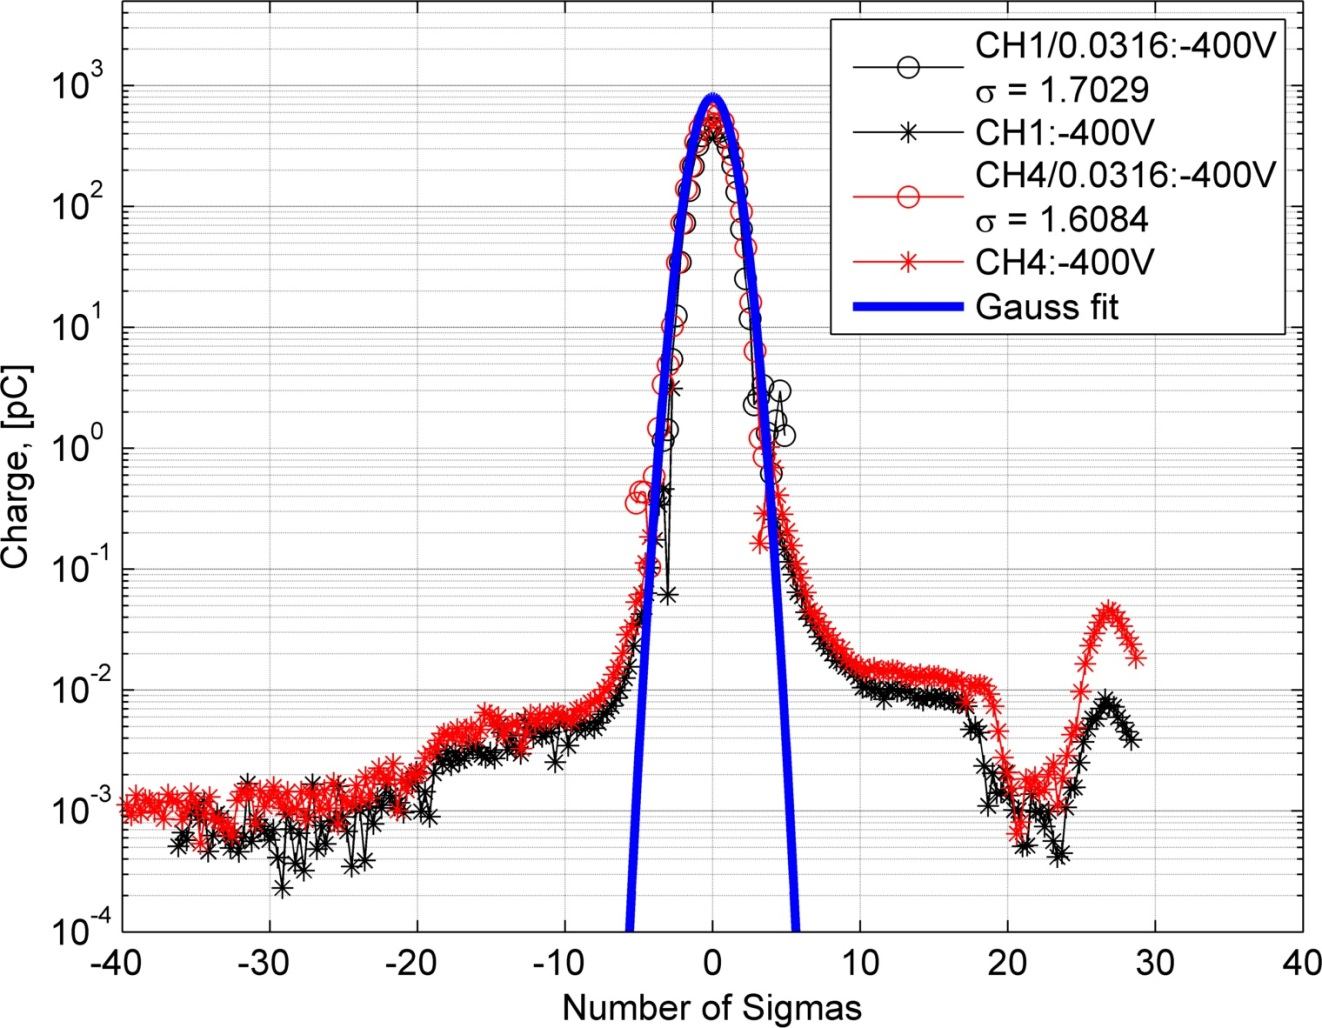 CH1/0.0316:-400V
σ = 1.7029
CH1:-400V
CH4/0.0316:-400V
σ = 1.6084
CH4:-400V
Gauss fit
10^3
10^2
10^1
10^0
10^-1
10^-2
10^-3
10^-4
Charge, [pC]
-40 -30 -20 -10 0 10 20 30 40
Number of Sigmas